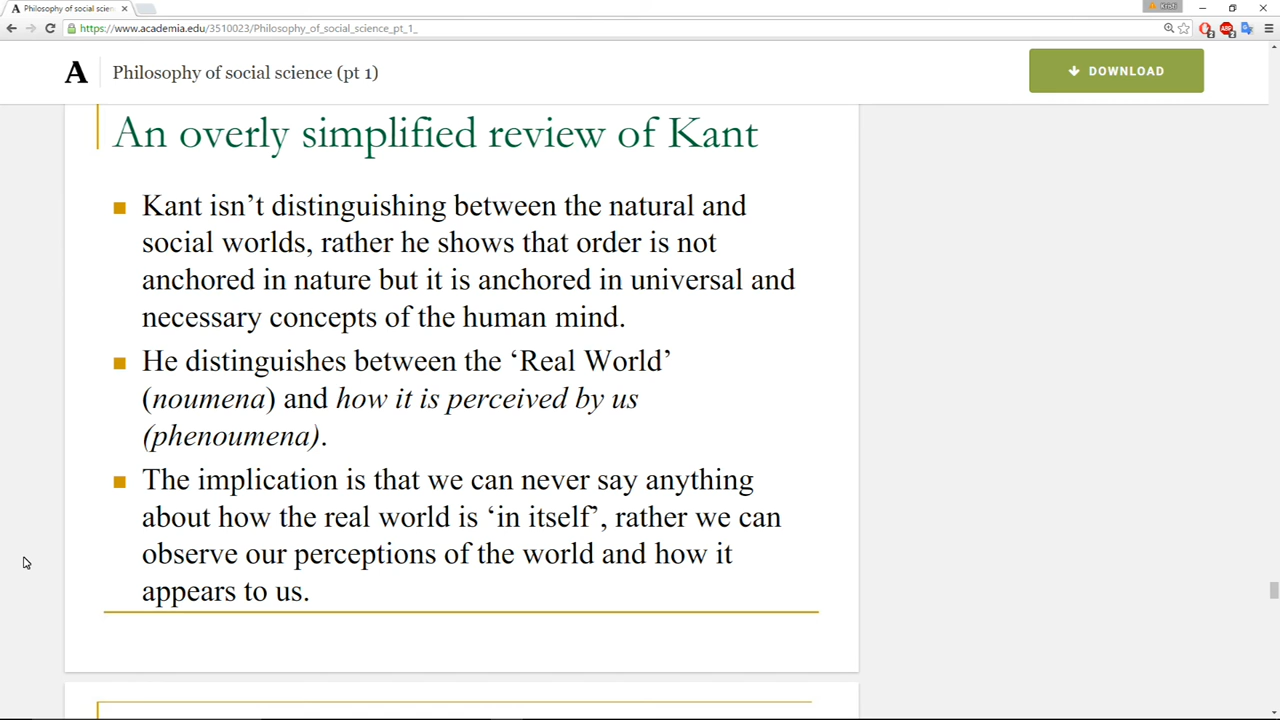 Philosophy of social scien
Kristi
https://www.academia.edu/3510023/Philosophy_of_social_science_pt_1_
A Philosophy of social science (pt 1)
DOWNLOAD
An overly simplified review of Kant
Kant isn’t distinguishing between the natural and
social worlds, rather he shows that order is not
anchored in nature but it is anchored in universal and
necessary concepts of the human mind.
He distinguishes between the ‘Real World’
(noumena) and how it is perceived by us
(phenoumena).
The implication is that we can never say anything
about how the real world is ‘in itself’, rather we can
observe our perceptions of the world and how it
appears to us.